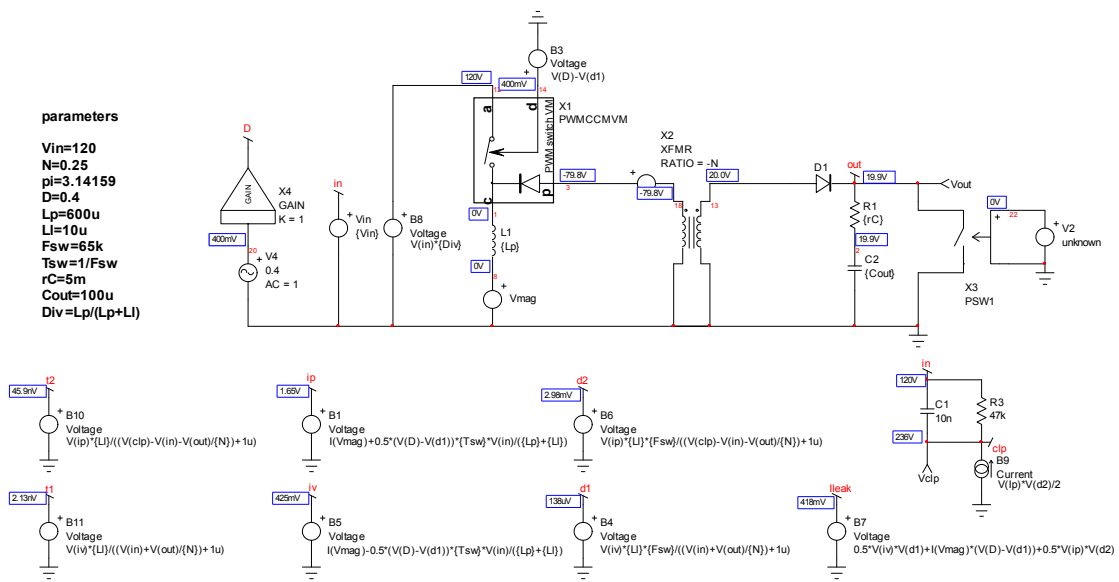 B3
Voltage
V(D)-V(d1)
120V
400mV
14
a
d
X1
PWMCCMVM
PWM switch VM
c
p
-79.8V
3
0V
1
L1
{Lp}
0V
8
Vmag
parameters
Vin=120
N=0.25
pi=3.14159
D=0.4
Lp=600u
Ll=10u
Fsw=65k
Tsw=1/Fsw
rC=5m
Cout=100u
Div=Lp/(Lp+Ll)
D
GAIN
X4
GAIN
K = 1
400mV
20
V4
0.4
AC = 1
in
Vin
{Vin}
B8
Voltage
V(in)*{Div}
X2
XFMR
RATIO = -N
-79.8V
18
20.0V
13
D1
out
19.9V
Vout
R1
{rC}
19.9V
2
C2
{Cout}
X3
PSW1
0V
22
V2
unknown
t2
45.9nV
B10
Voltage
V(ip)*{Ll}/((V(clp)-V(in)-V(out)/{N})+1u)
ip
1.65V
B1
Voltage
I(Vmag)+0.5*(V(D)-V(d1))*{Tsw}*V(in)/({Lp}+{Ll})
d2
2.98mV
B6
Voltage
V(ip)*{Ll}*{Fsw}/((V(clp)-V(in)-V(out)/{N})+1u)
in
120V
C1
10n
R3
47k
236V
clp
Vclp
B9
Current
V(Ip)*V(d2)/2
t1
2.13nV
B11
Voltage
V(iv)*{Ll}/((V(in)+V(out)/{N})+1u)
iv
425mV
B5
Voltage
I(Vmag)-0.5*(V(D)-V(d1))*{Tsw}*V(in)/({Lp}+{Ll})
d1
138uV
B4
Voltage
V(iv)*{Ll}*{Fsw}/((V(in)+V(out)/{N})+1u)
Ileak
418mV
B7
Voltage
0.5*V(iv)*V(d1)+I(Vmag)*(V(D)-V(d1))+0.5*V(ip)*V(d2)